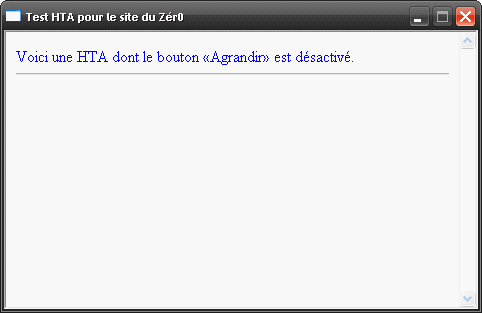 Test HTA pour le site du Zér0
Voici une HTA dont le bouton «Agrandir» est désactivé.